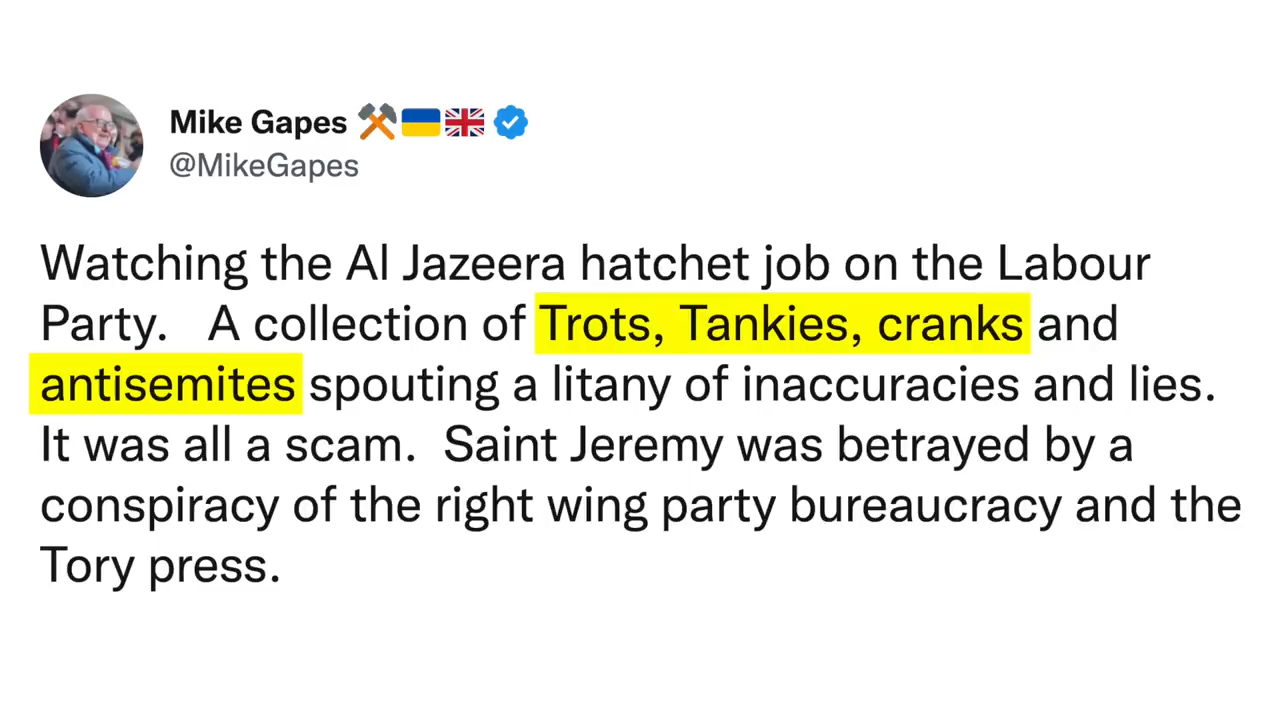 Mike Gapes ⚒️🇺🇦🇬🇧
@MikeGapes
Watching the Al Jazeera hatchet job on the Labour
Party. A collection of Trots, Tankies, cranks and
antisemites spouting a litany of inaccuracies and lies.
It was all a scam. Saint Jeremy was betrayed by a
conspiracy of the right wing party bureaucracy and the
Tory press.